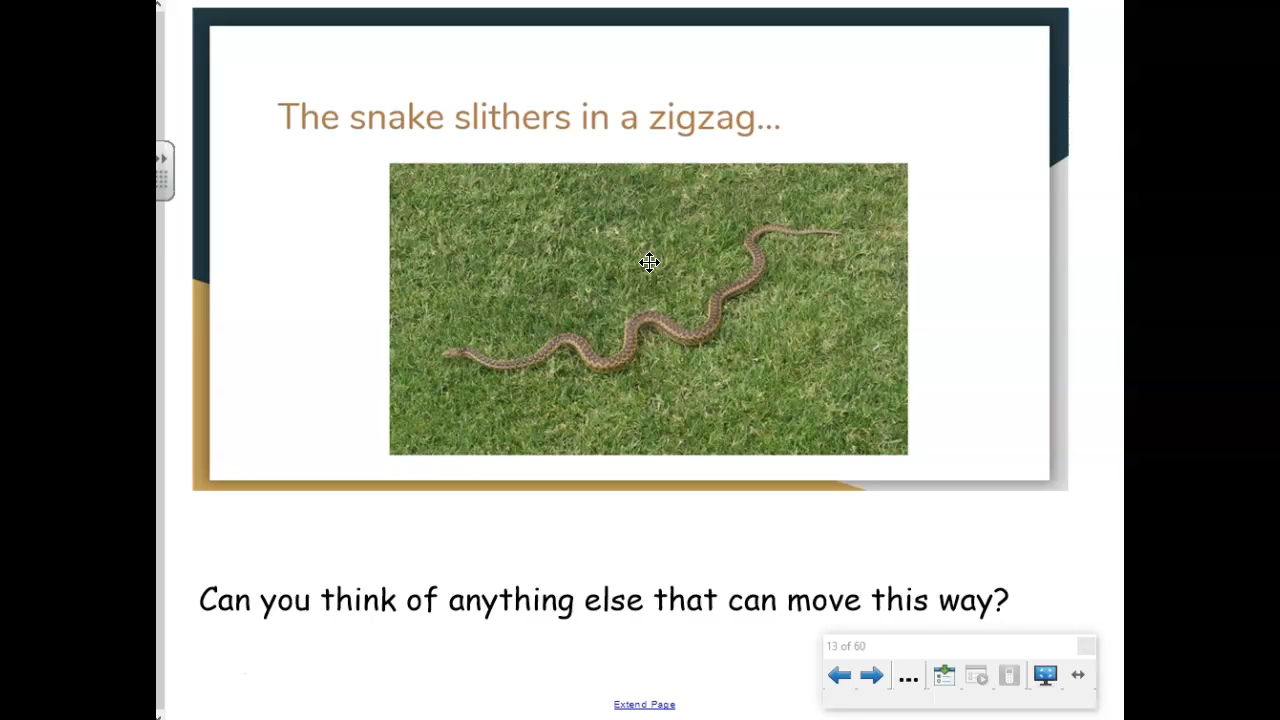 The snake slithers in a zigzag...
Can you think of anything else that can move this way?
13 of 60
Extend Page